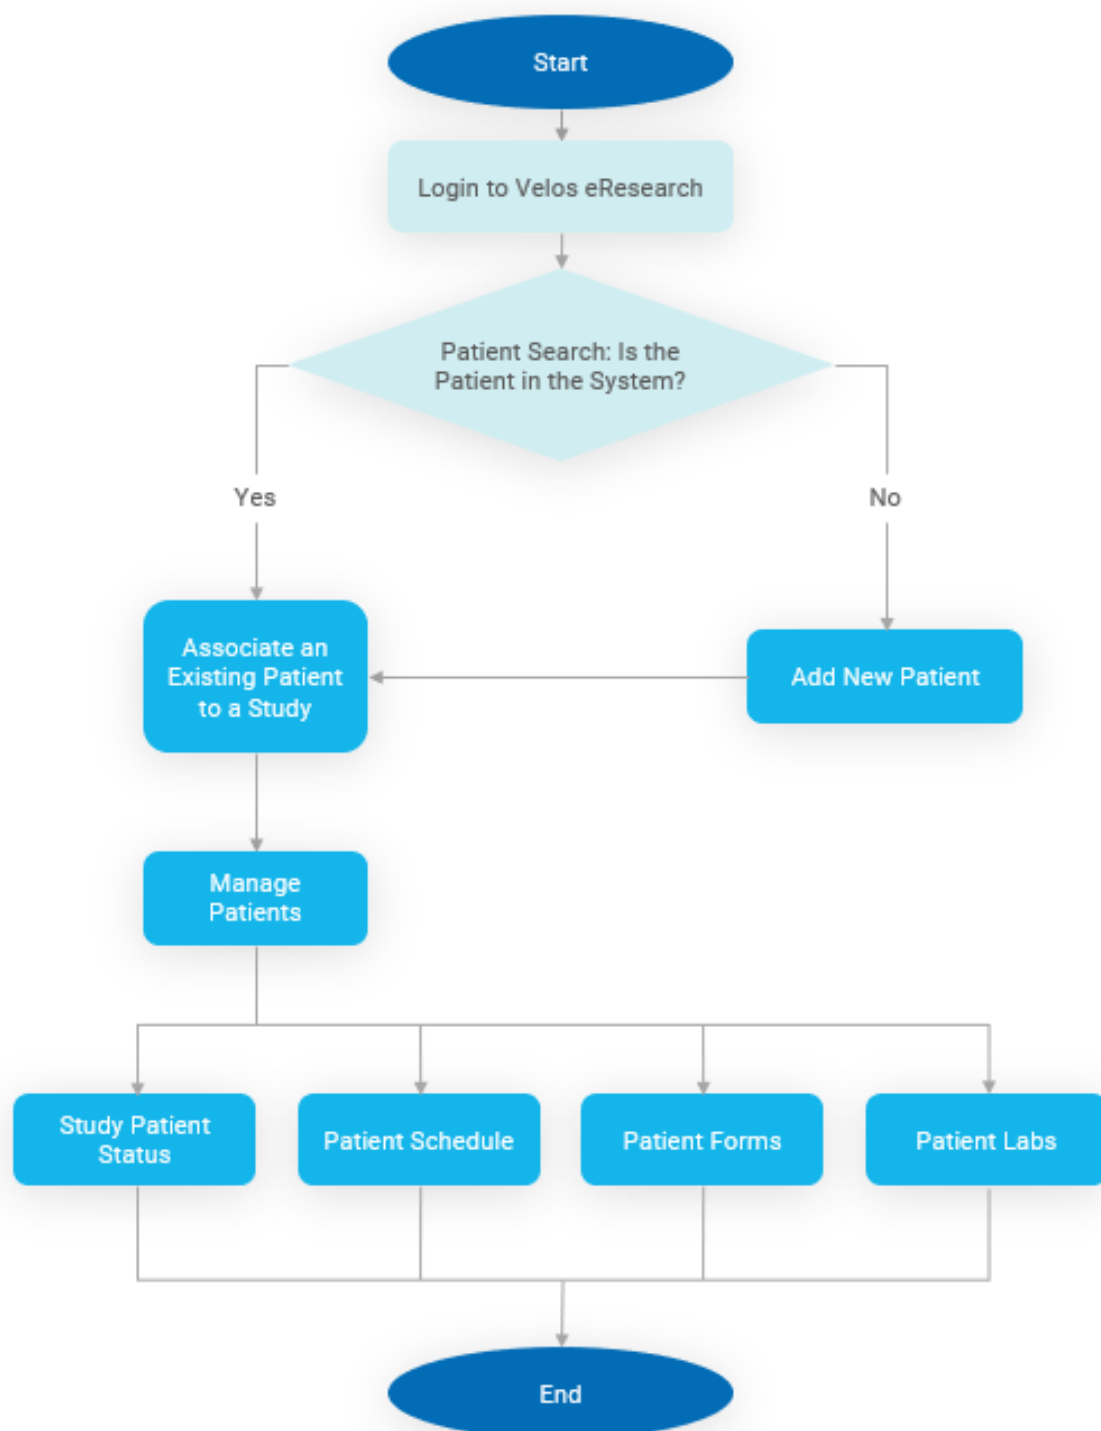 Start
Login to Velos eResearch
Patient Search: Is the
Patient in the System?
Yes
No
Associate an
Existing Patient
to a Study
Add New Patient
Manage
Patients
Study Patient
Status
Patient Schedule
Patient Forms
Patient Labs
End